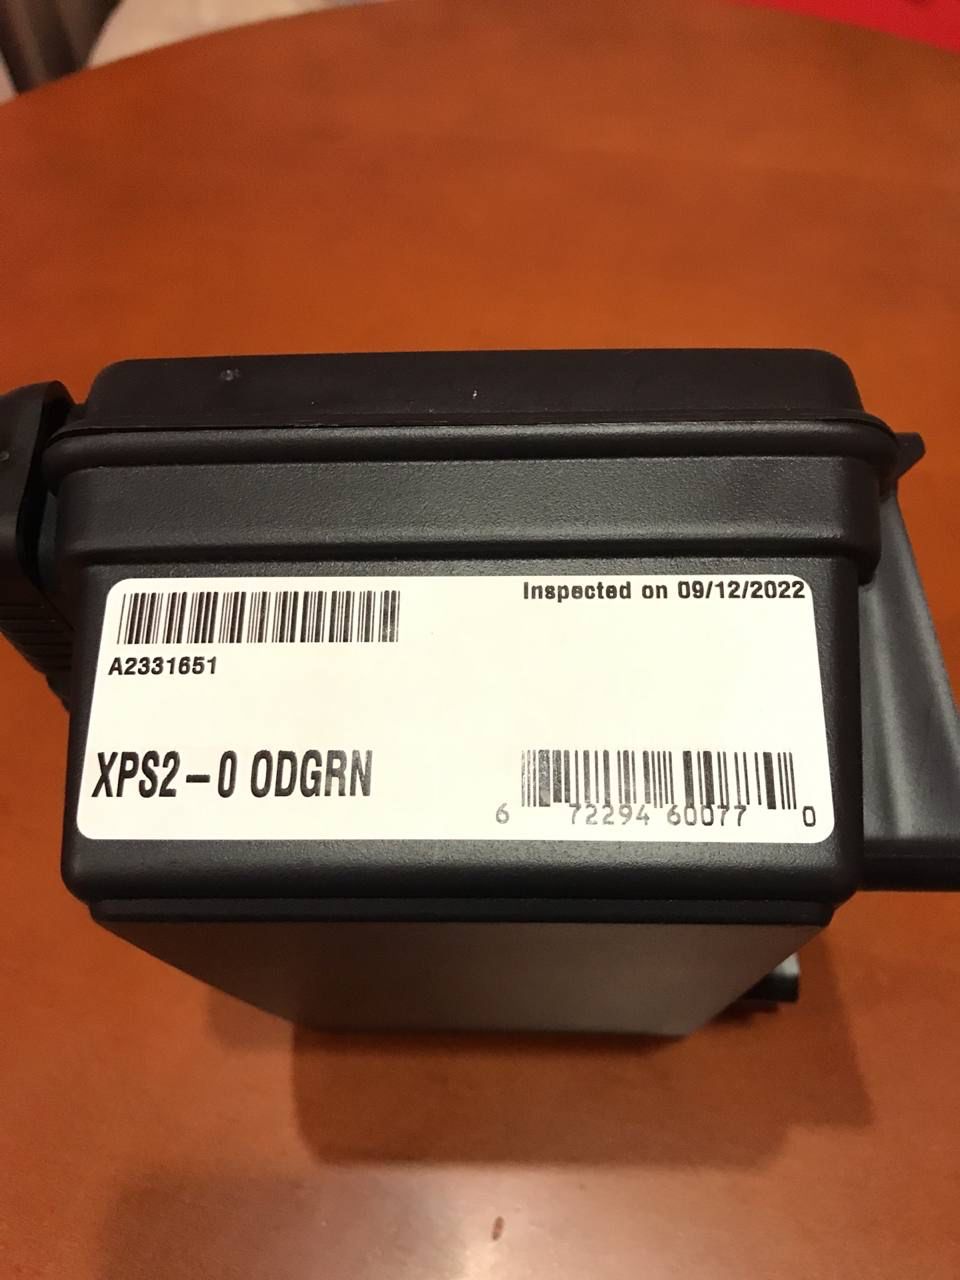 Inspected on 09/12/2022
A2331651
XPS2-0 ODGRN
6 72294 60077 0